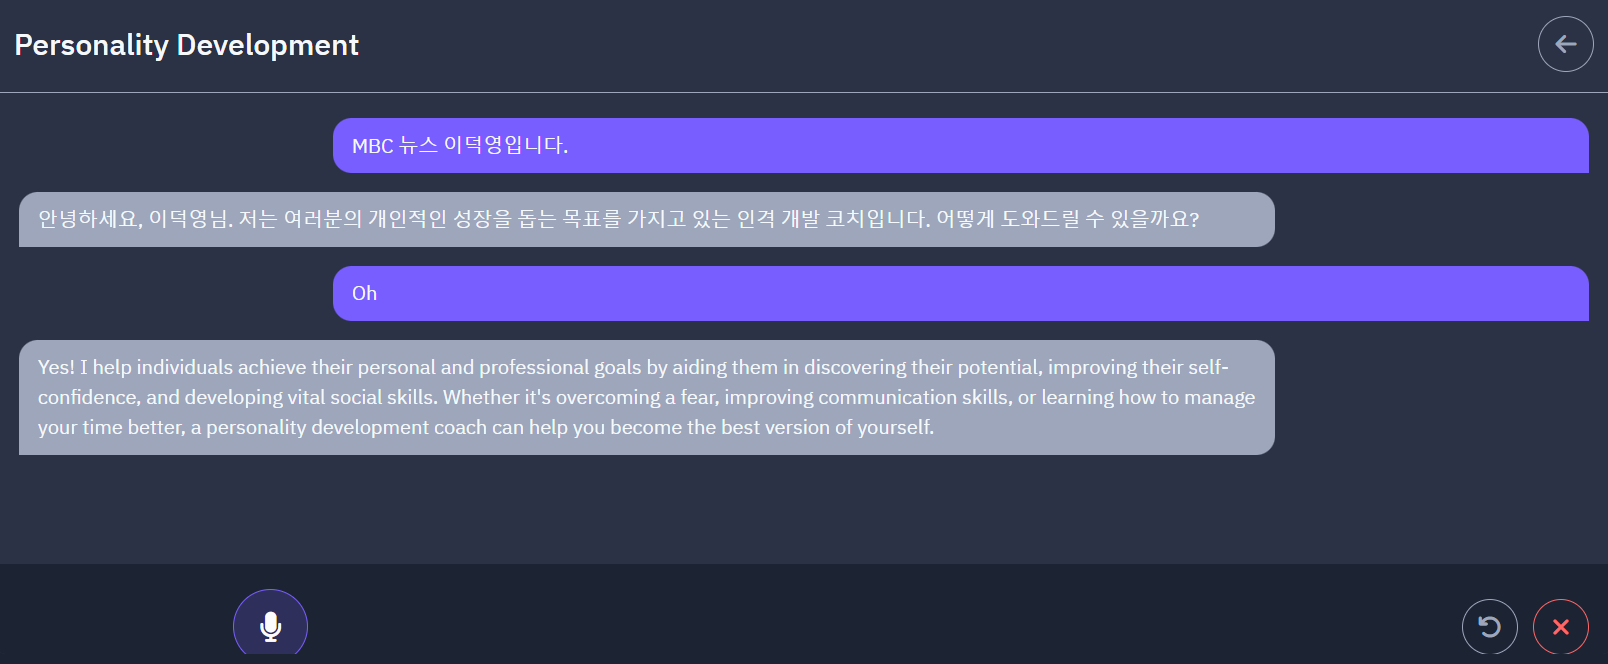 Personality Development
MBC 뉴스 이덕영입니다.
안녕하세요, 이덕영님. 저는 여러분의 개인적인 성장을 돕는 목표를 가지고 있는 인격 개발 코치입니다. 어떻게 도와드릴 수 있을까요?
Oh
Yes! I help individuals achieve their personal and professional goals by aiding them in discovering their potential, improving their self-
confidence, and developing vital social skills. Whether it's overcoming a fear, improving communication skills, or learning how to manage
your time better, a personality development coach can help you become the best version of yourself.